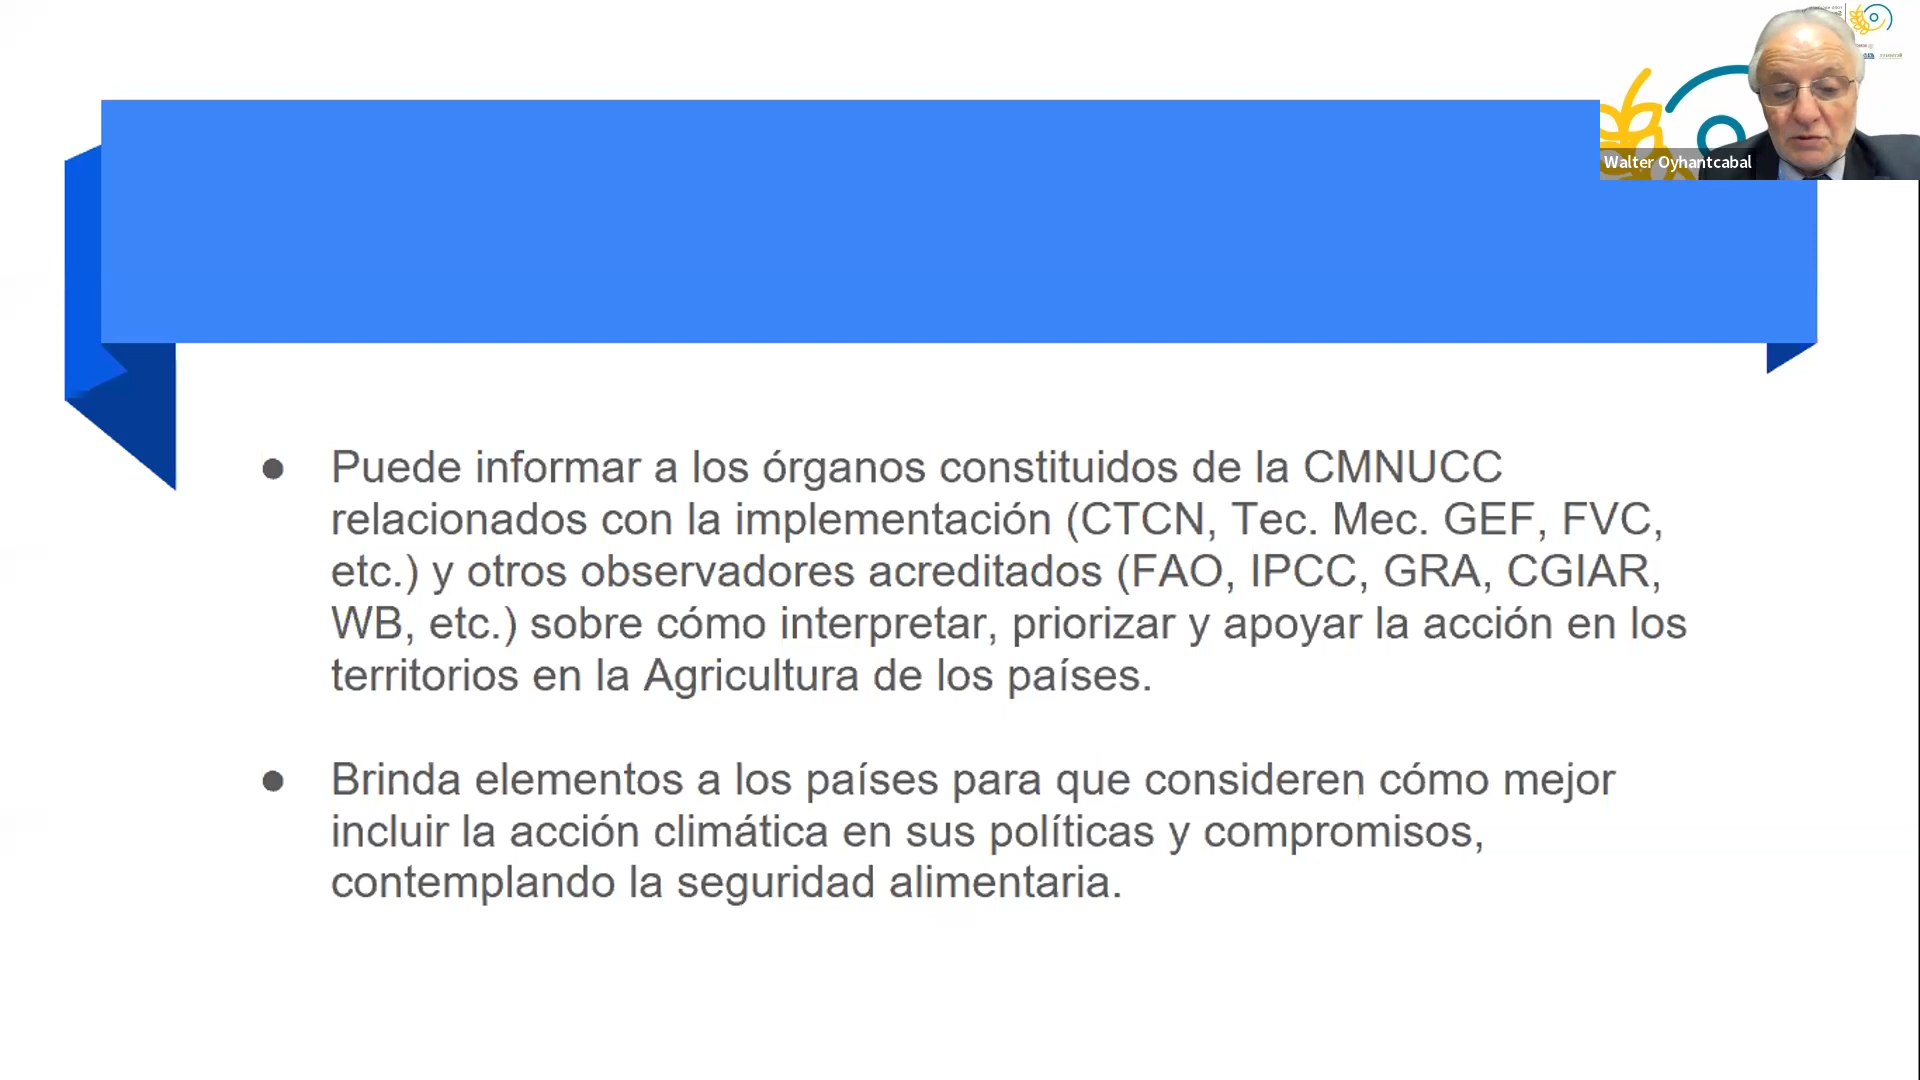 Walter Oyhantcabal
● Puede informar a los órganos constituidos de la CMNUCC
relacionados con la implementación (CTCN, Tec. Mec. GEF, FVC,
etc.) y otros observadores acreditados (FAO, IPCC, GRA, CGIAR,
WB, etc.) sobre cómo interpretar, priorizar y apoyar la acción en los
territorios en la Agricultura de los países.
● Brinda elementos a los países para que consideren cómo mejor
incluir la acción climática en sus políticas y compromisos,
contemplando la seguridad alimentaria.